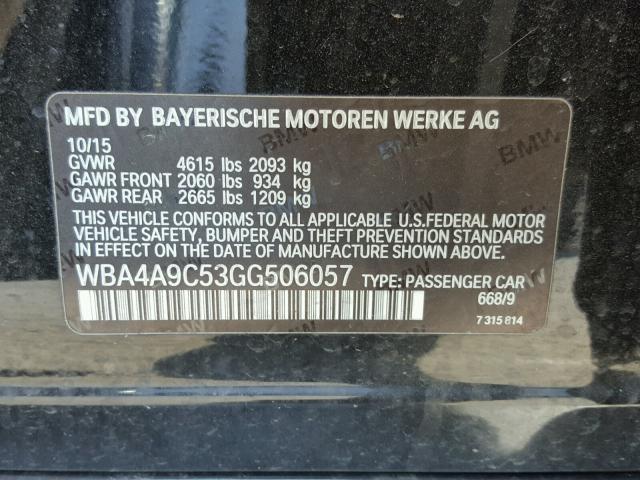 MFD BY BAYERISCHE MOTOREN WERKE AG
10/15
GVWR 4615 lbs 2093 kg
GAWR FRONT 2060 lbs 934 kg
GAWR REAR 2665 lbs 1209 kg
THIS VEHICLE CONFORMS TO ALL APPLICABLE U.S.FEDERAL MOTOR
VEHICLE SAFETY, BUMPER AND THEFT PREVENTION STANDARDS
IN EFFECT ON THE DATE OF MANUFACTURE SHOWN ABOVE.
WBA4A9C53GG506057 TYPE: PASSENGER CAR
668/9
7 315 814
BMW